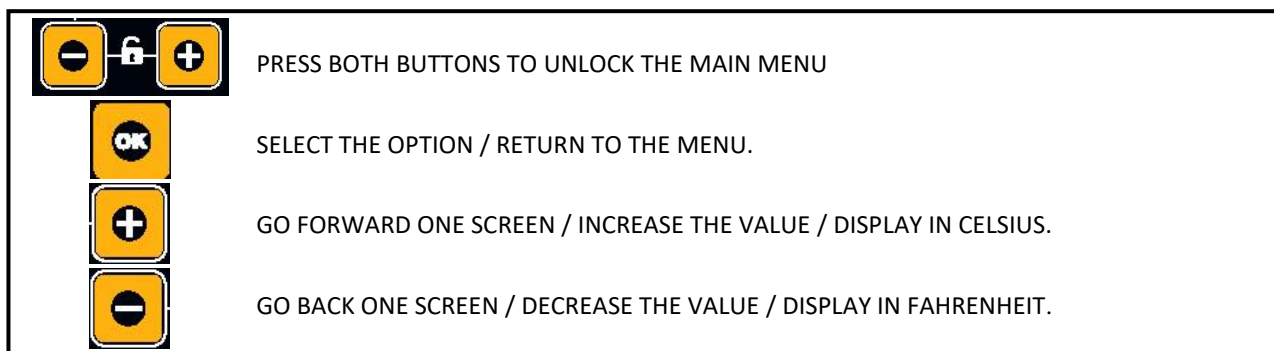 PRESS BOTH BUTTONS TO UNLOCK THE MAIN MENU
OK SELECT THE OPTION / RETURN TO THE MENU.
GO FORWARD ONE SCREEN / INCREASE THE VALUE / DISPLAY IN CELSIUS.
GO BACK ONE SCREEN / DECREASE THE VALUE / DISPLAY IN FAHRENHEIT.